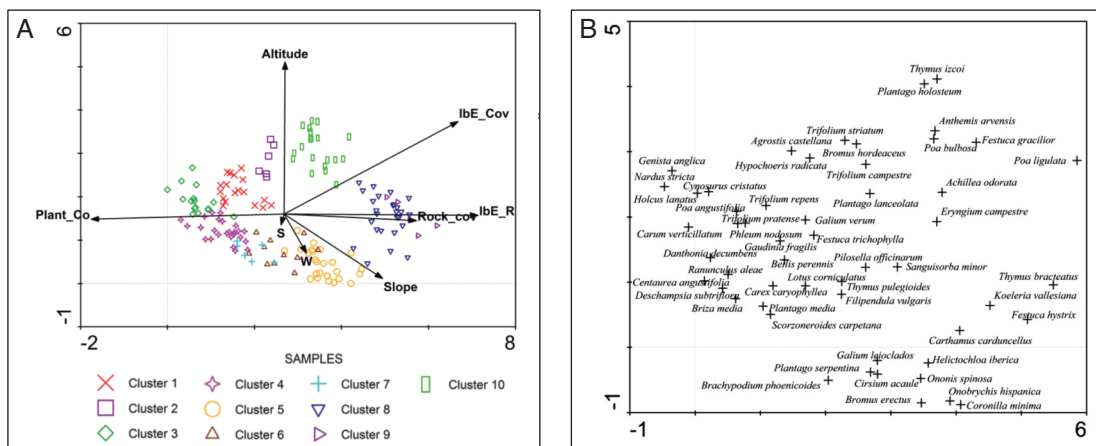 A
6
Altitude
IbE_Cov
Plant_Co
S
Rock_co
IbE_R
W
Slope
-1
-2
8
SAMPLES
Cluster 1
Cluster 4
Cluster 7
Cluster 10
Cluster 2
Cluster 5
Cluster 8
Cluster 3
Cluster 6
Cluster 9
B
5
Thymus izcoi
Plantago holosteum
Anthemis arvensis
Trifolium striatum
Agrostis castellana
Festuca gracilior
Bromus hordeaceus
Poa bulbosa
Genista anglica
Hypochoeris radicata
Poa ligulata
Nardus stricta
Trifolium campestre
Cynosurus cristatus
Achillea odorata
Holcus lanatus
Trifolium repens
Plantago lanceolata
Poa angustifolia
Eryngium campestre
Trifolium pratense
Galium verum
Carum verticillatum
Phleum nodosum
Festuca trichophylla
Gaudinia fragilis
Danthonia decumbens
Bellis perennis
Pilosella officinarum
Ranunculus aleae
Sanguisorba minor
Centaurea angustifolia
Lotus corniculatus
Thymus bracteatus
Thymus pulegioides
Deschampsia subtriflora
Carex caryophyllea
Koeleria vallesiana
Filipendula vulgaris
Briza media
Plantago media
Festuca hystrix
Scorzoneroides carpetana
Carthamus carduncellus
Galium leioclados
Helictochloa iberica
Plantago serpentina
Brachypodium phoenicoides
Cirsium acaule
Ononis spinosa
Onobrychis hispanica
Bromus erectus
Coronilla minima
-1
-1
6